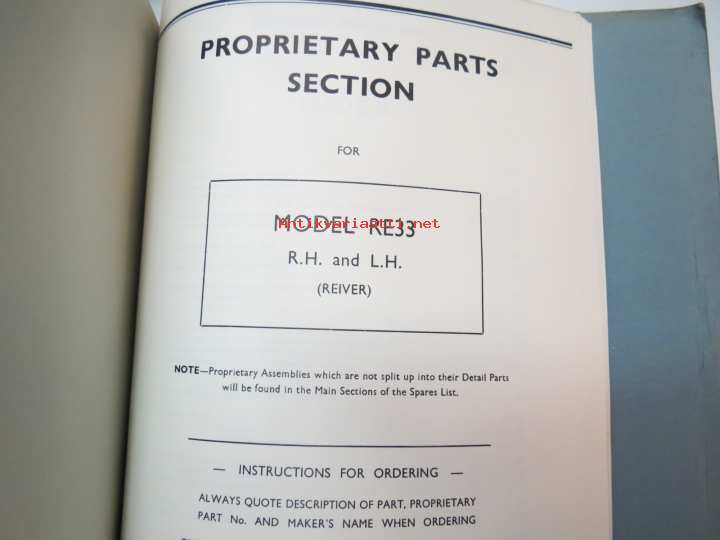 PROPRIETARY PARTS
SECTION
FOR
MODEL RE33
Antikvariaatti.net
R.H. and L.H.
(REIVER)
NOTE—Proprietary Assemblies which are not split up into their Detail Parts
will be found in the Main Sections of the Spares List.
— INSTRUCTIONS FOR ORDERING —
ALWAYS QUOTE DESCRIPTION OF PART, PROPRIETARY
PART No. AND MAKER'S NAME WHEN ORDERING